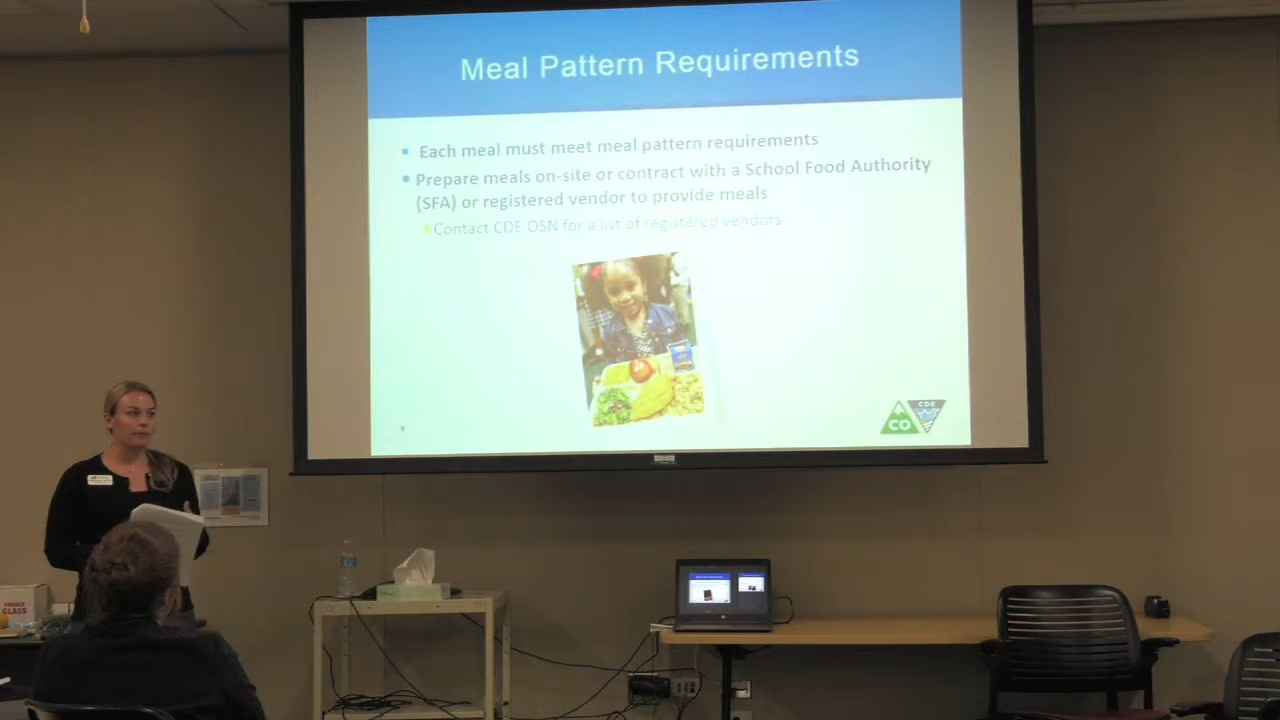 Meal Pattern Requirements
Each meal must meet meal pattern requirements
Prepare meals on-site or contract with a School Food Authority
(SFA) or registered vendor to provide meals
Contact CDE OSN for a list of registered vendors
CO
CDE
GLASS